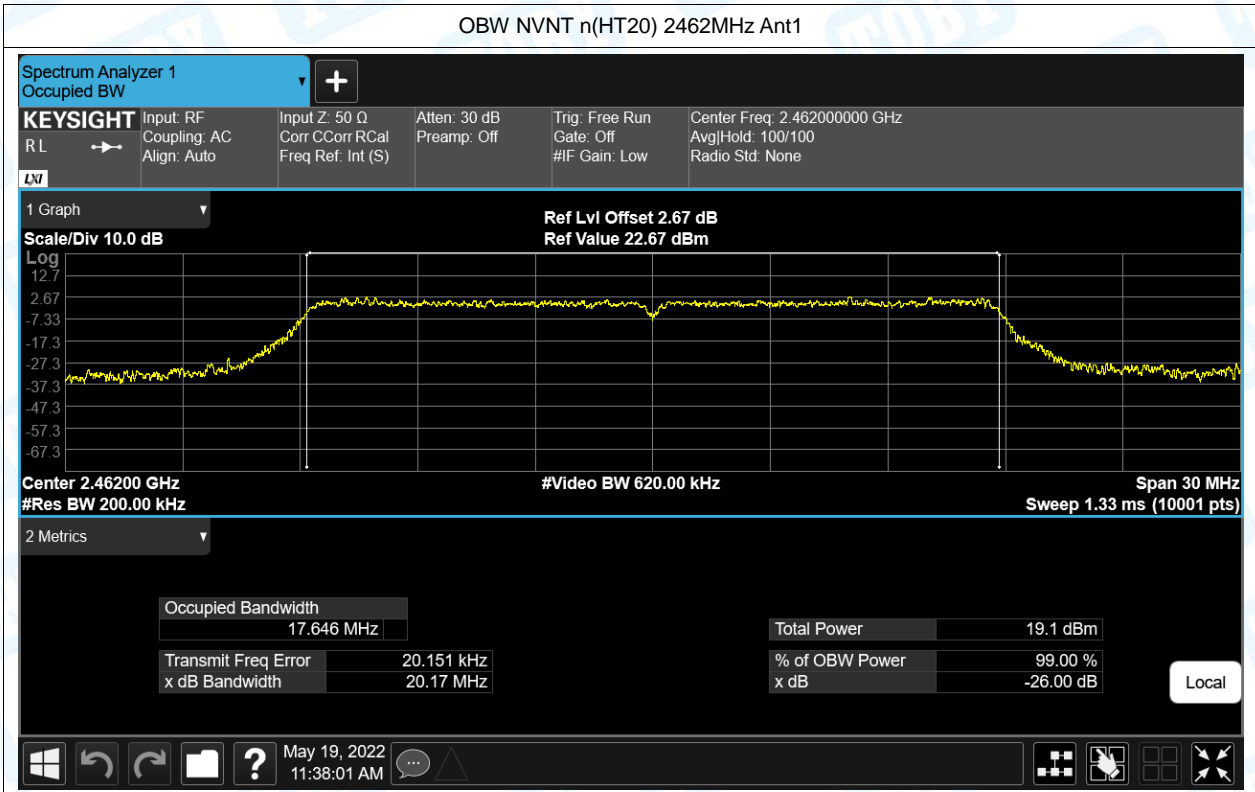 OBW NVNT n(HT20) 2462MHz Ant1
Spectrum Analyzer 1
Occupied BW
KEYSIGHT
R L
LXI
Input: RF
Coupling: AC
Align: Auto
Input Z: 50 Ω
Corr CCorr RCal
Freq Ref: Int (S)
Atten: 30 dB
Preamp: Off
Trig: Free Run
Gate: Off
#IF Gain: Low
Center Freq: 2.462000000 GHz
Avg|Hold: 100/100
Radio Std: None
1 Graph
Scale/Div 10.0 dB
Ref Lvl Offset 2.67 dB
Ref Value 22.67 dBm
Log
12.7
2.67
-7.33
-17.3
-27.3
-37.3
-47.3
-57.3
-67.3
Center 2.46200 GHz
#Res BW 200.00 kHz
#Video BW 620.00 kHz
Span 30 MHz
Sweep 1.33 ms (10001 pts)
2 Metrics
Occupied Bandwidth
17.646 MHz
Transmit Freq Error 20.151 kHz
x dB Bandwidth 20.17 MHz
Total Power 19.1 dBm
% of OBW Power 99.00 %
x dB -26.00 dB
Local
?
May 19, 2022
11:38:01 AM